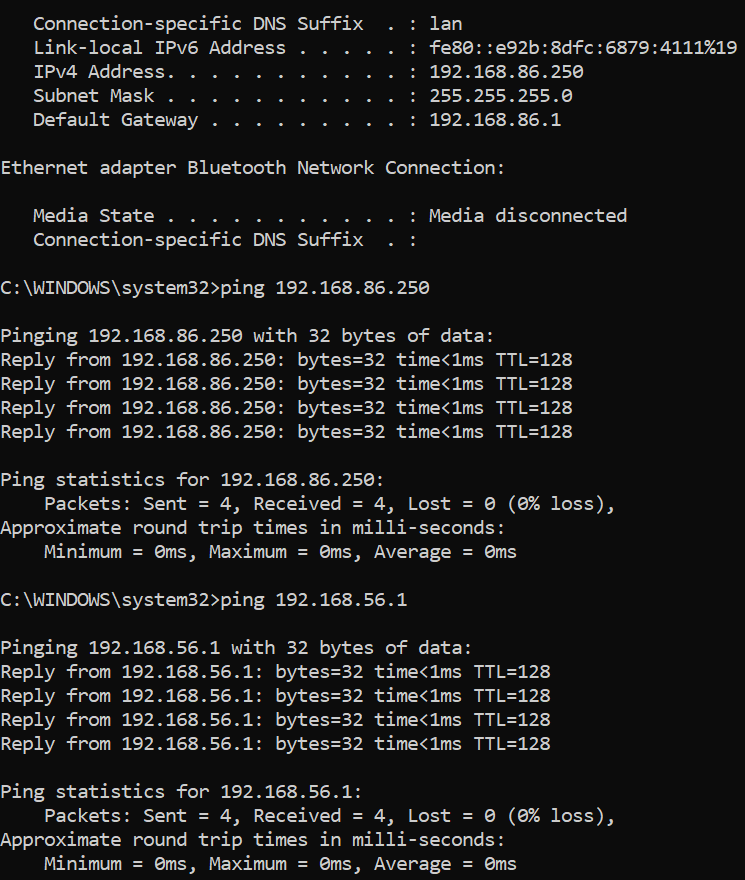 Connection-specific DNS Suffix  . : lan
Link-local IPv6 Address . . . . . : fe80::e92b:8dfc:6879:4111%19
IPv4 Address. . . . . . . . . . . : 192.168.86.250
Subnet Mask . . . . . . . . . . . : 255.255.255.0
Default Gateway . . . . . . . . . : 192.168.86.1
Ethernet adapter Bluetooth Network Connection:
Media State . . . . . . . . . . . : Media disconnected
Connection-specific DNS Suffix  . :
C:\WINDOWS\system32>ping 192.168.86.250
Pinging 192.168.86.250 with 32 bytes of data:
Reply from 192.168.86.250: bytes=32 time<1ms TTL=128
Reply from 192.168.86.250: bytes=32 time<1ms TTL=128
Reply from 192.168.86.250: bytes=32 time<1ms TTL=128
Reply from 192.168.86.250: bytes=32 time<1ms TTL=128
Ping statistics for 192.168.86.250:
Packets: Sent = 4, Received = 4, Lost = 0 (0% loss),
Approximate round trip times in milli-seconds:
Minimum = 0ms, Maximum = 0ms, Average = 0ms
C:\WINDOWS\system32>ping 192.168.56.1
Pinging 192.168.56.1 with 32 bytes of data:
Reply from 192.168.56.1: bytes=32 time<1ms TTL=128
Reply from 192.168.56.1: bytes=32 time<1ms TTL=128
Reply from 192.168.56.1: bytes=32 time<1ms TTL=128
Reply from 192.168.56.1: bytes=32 time<1ms TTL=128
Ping statistics for 192.168.56.1:
Packets: Sent = 4, Received = 4, Lost = 0 (0% loss),
Approximate round trip times in milli-seconds:
Minimum = 0ms, Maximum = 0ms, Average = 0ms